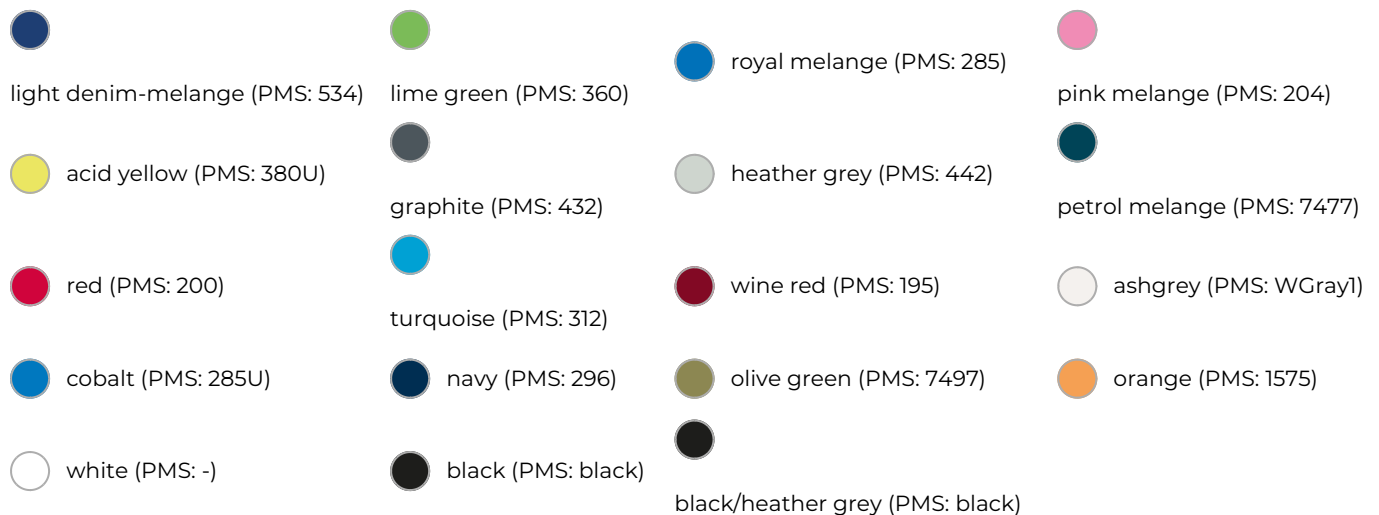 light denim-melange (PMS: 534)
lime green (PMS: 360)
royal melange (PMS: 285)
pink melange (PMS: 204)
acid yellow (PMS: 380U)
graphite (PMS: 432)
heather grey (PMS: 442)
petrol melange (PMS: 7477)
red (PMS: 200)
turquoise (PMS: 312)
wine red (PMS: 195)
ashgrey (PMS: WGray1)
cobalt (PMS: 285U)
navy (PMS: 296)
olive green (PMS: 7497)
orange (PMS: 1575)
white (PMS: -)
black (PMS: black)
black/heather grey (PMS: black)